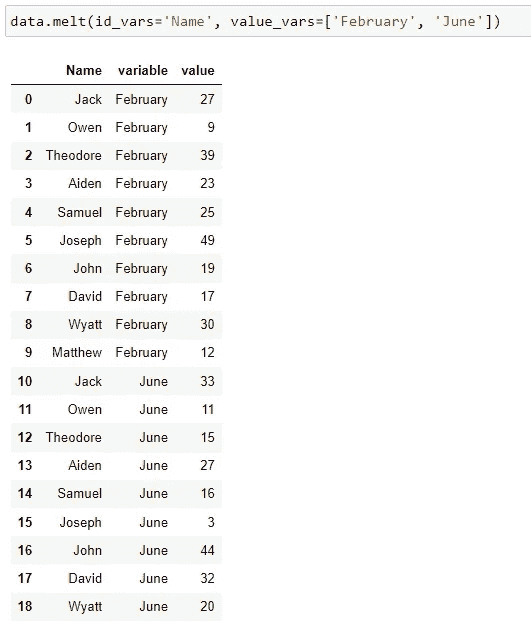 data.melt(id_vars='Name', value_vars=['February', 'June'])
Name variable value
0 Jack February 27
1 Owen February 9
2 Theodore February 39
3 Aiden February 23
4 Samuel February 25
5 Joseph February 49
6 John February 19
7 David February 17
8 Wyatt February 30
9 Matthew February 12
10 Jack June 33
11 Owen June 11
12 Theodore June 15
13 Aiden June 27
14 Samuel June 16
15 Joseph June 3
16 John June 44
17 David June 32
18 Wyatt June 20